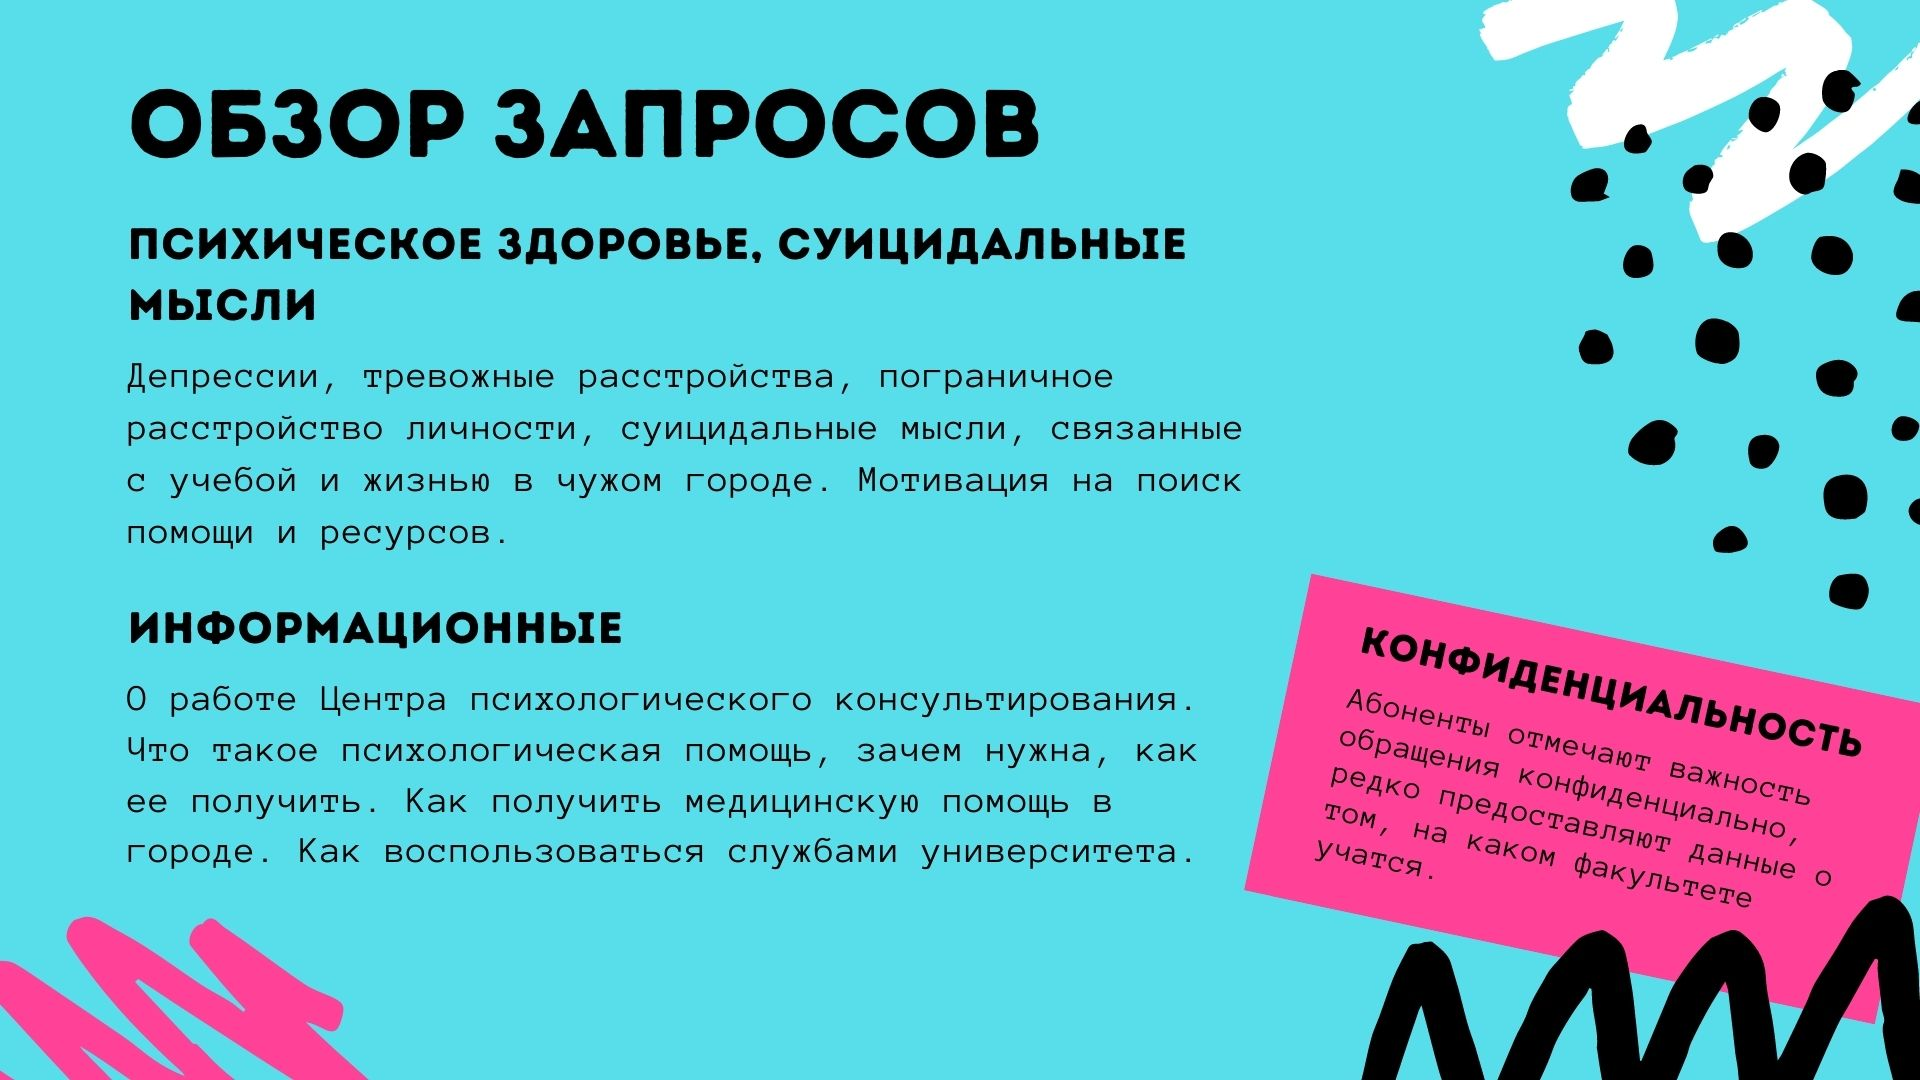 ОБЗОР ЗАПРОСОВ
ПСИХИЧЕСКОЕ ЗДОРОВЬЕ, СУИЦИДАЛЬНЫЕ
МЫСЛИ
Депрессии, тревожные расстройства, пограничное
расстройство личности, суицидальные мысли, связанные
с учебой и жизнью в чужом городе. Мотивация на поиск
помощи и ресурсов.
ИНФОРМАЦИОННЫЕ
О работе Центра психологического консультирования.
Что такое психологическая помощь, зачем нужна, как
ее получить. Как получить медицинскую помощь в
городе. Как воспользоваться службами университета.
КОНФИДЕНЦИАЛЬНОСТЬ
Абоненты отмечают важность
обращения конфиденциально,
редко предоставляют данные о
том, на каком факультете
учатся.